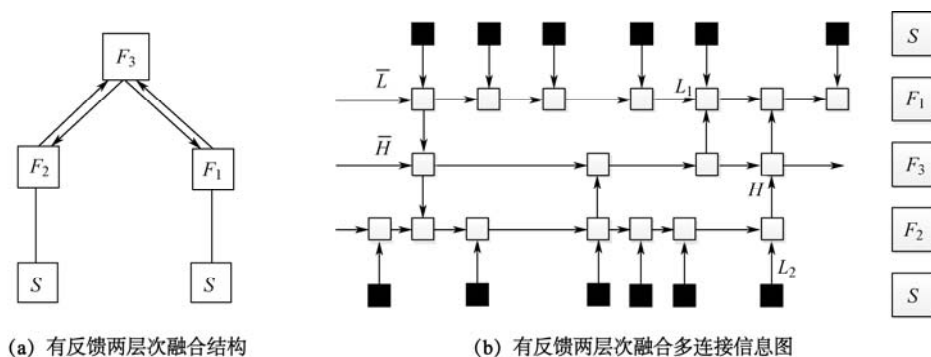 F₃
F₂
F₁
S
S
(a) 有反馈两层次融合结构
L̅
L₁
H̅
H
L₂
S
F₁
F₃
F₂
S
(b) 有反馈两层次融合多连接信息图